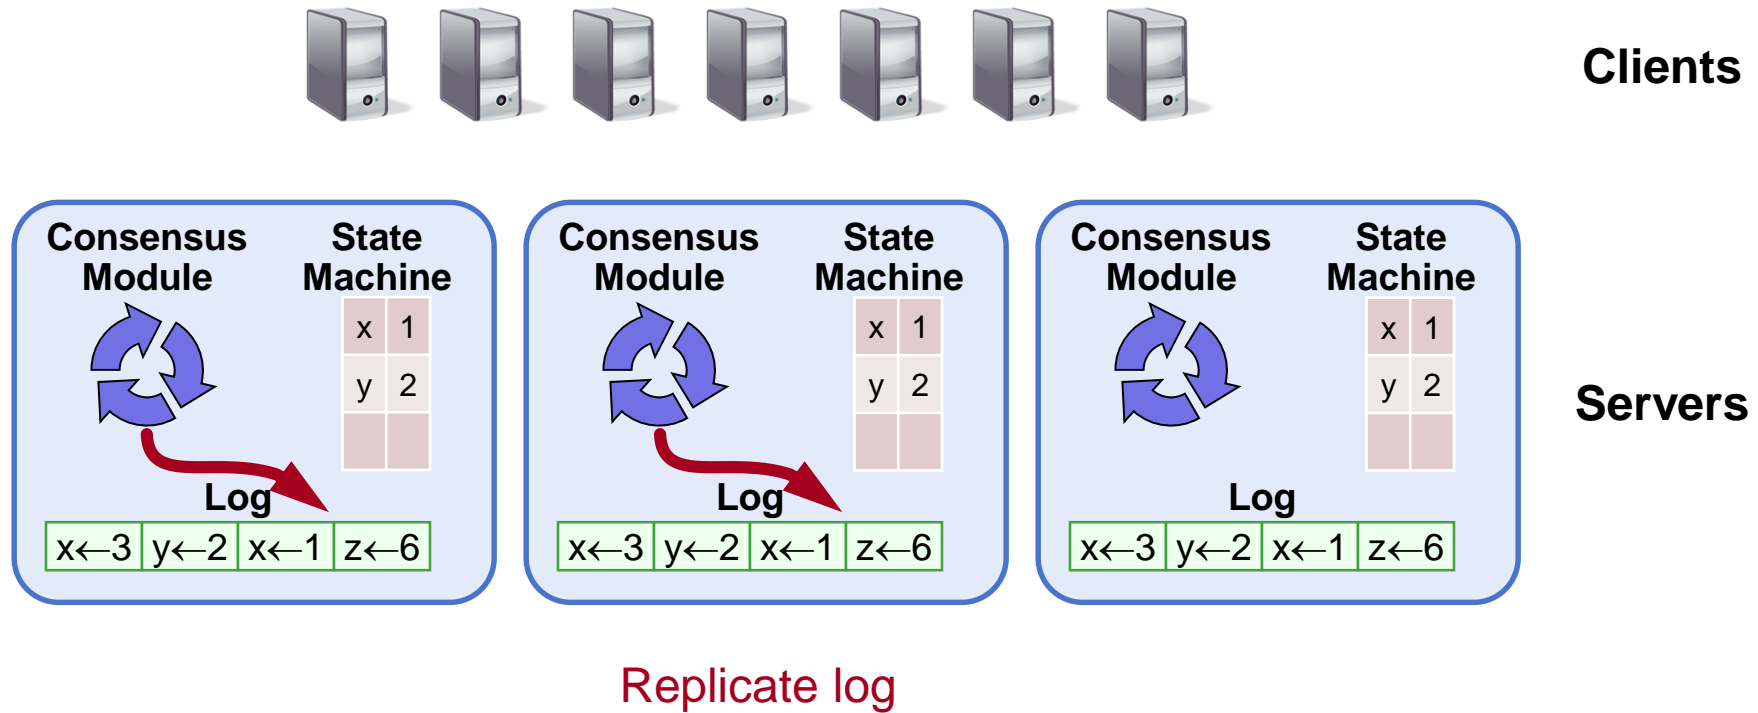 Clients
Consensus Module
State Machine
x 1
y 2
Log
x←3 y←2 x←1 z←6
Consensus Module
State Machine
x 1
y 2
Log
x←3 y←2 x←1 z←6
Consensus Module
State Machine
x 1
y 2
Log
x←3 y←2 x←1 z←6
Servers
Replicate log